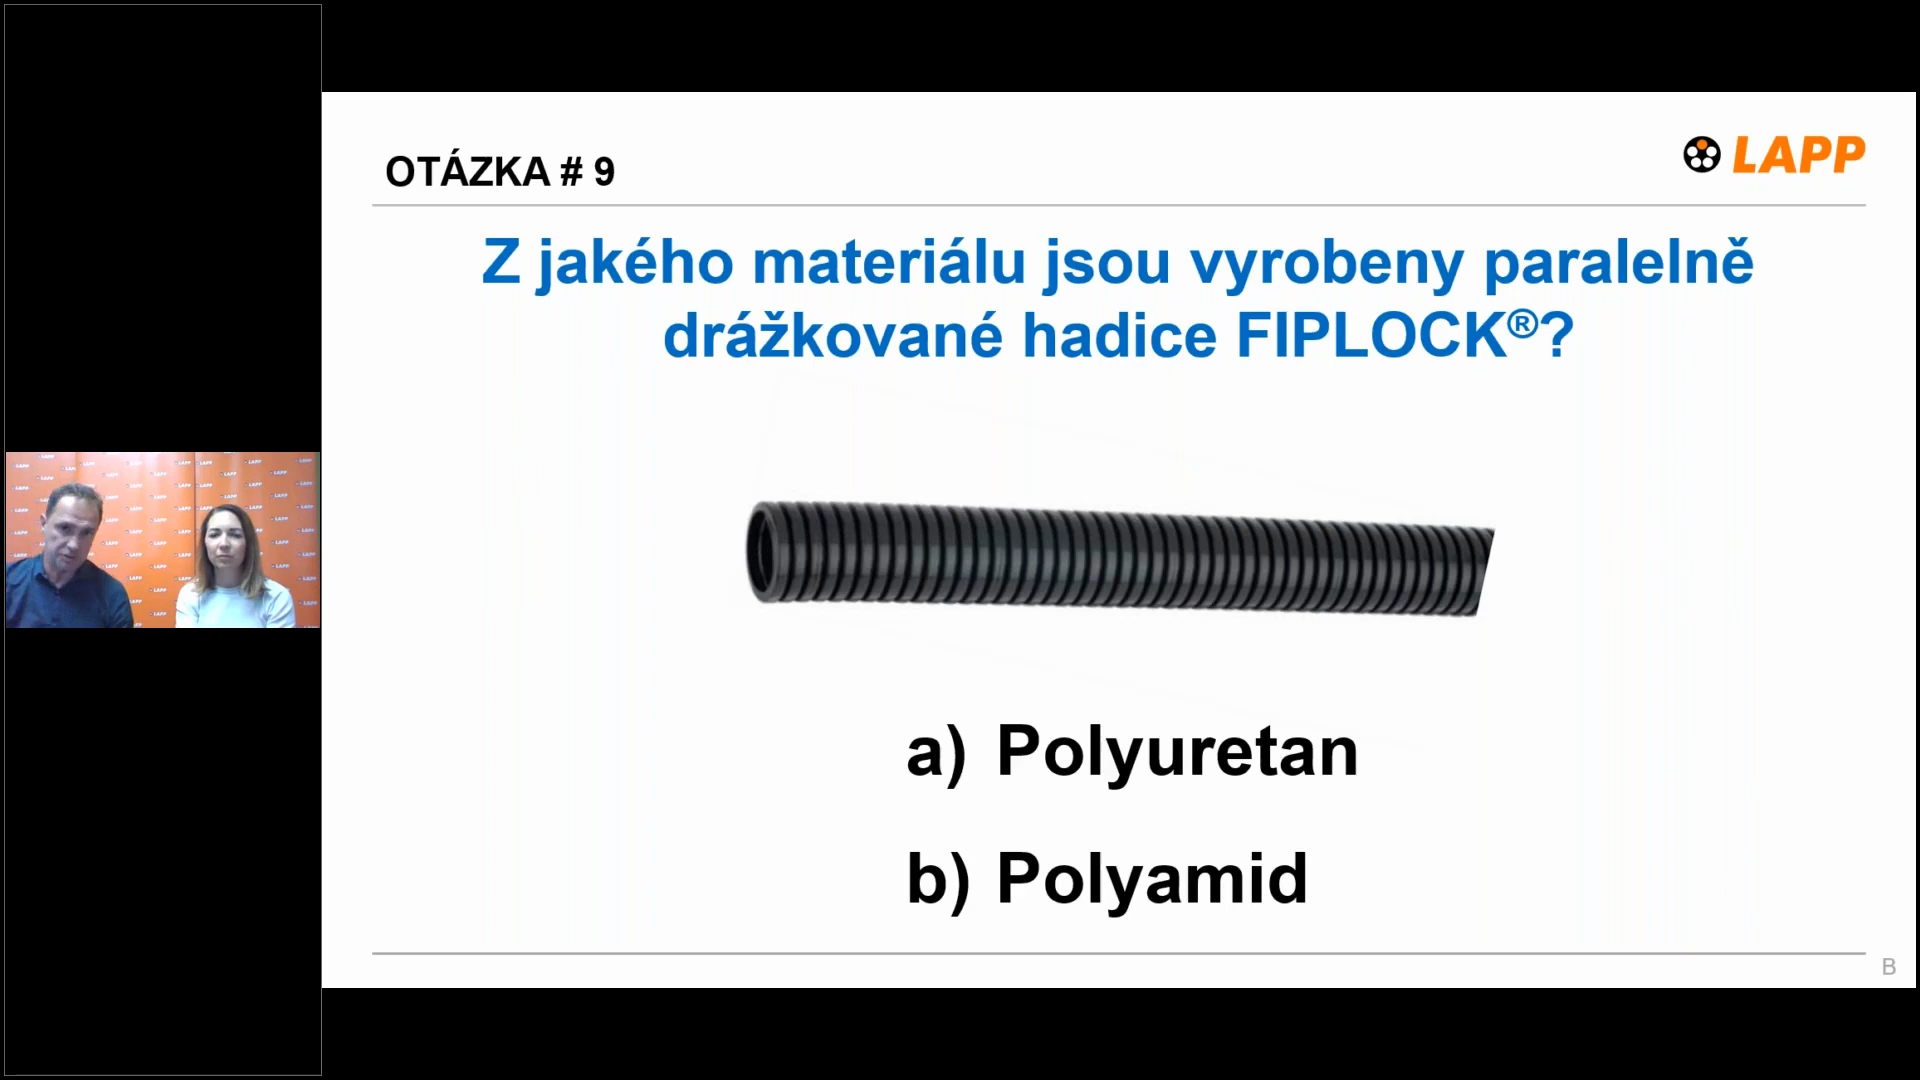 OTÁZKA # 9
LAPP
Z jakého materiálu jsou vyrobeny paralelně
drážkované hadice FIPLOCK®?
a) Polyuretan
b) Polyamid
B